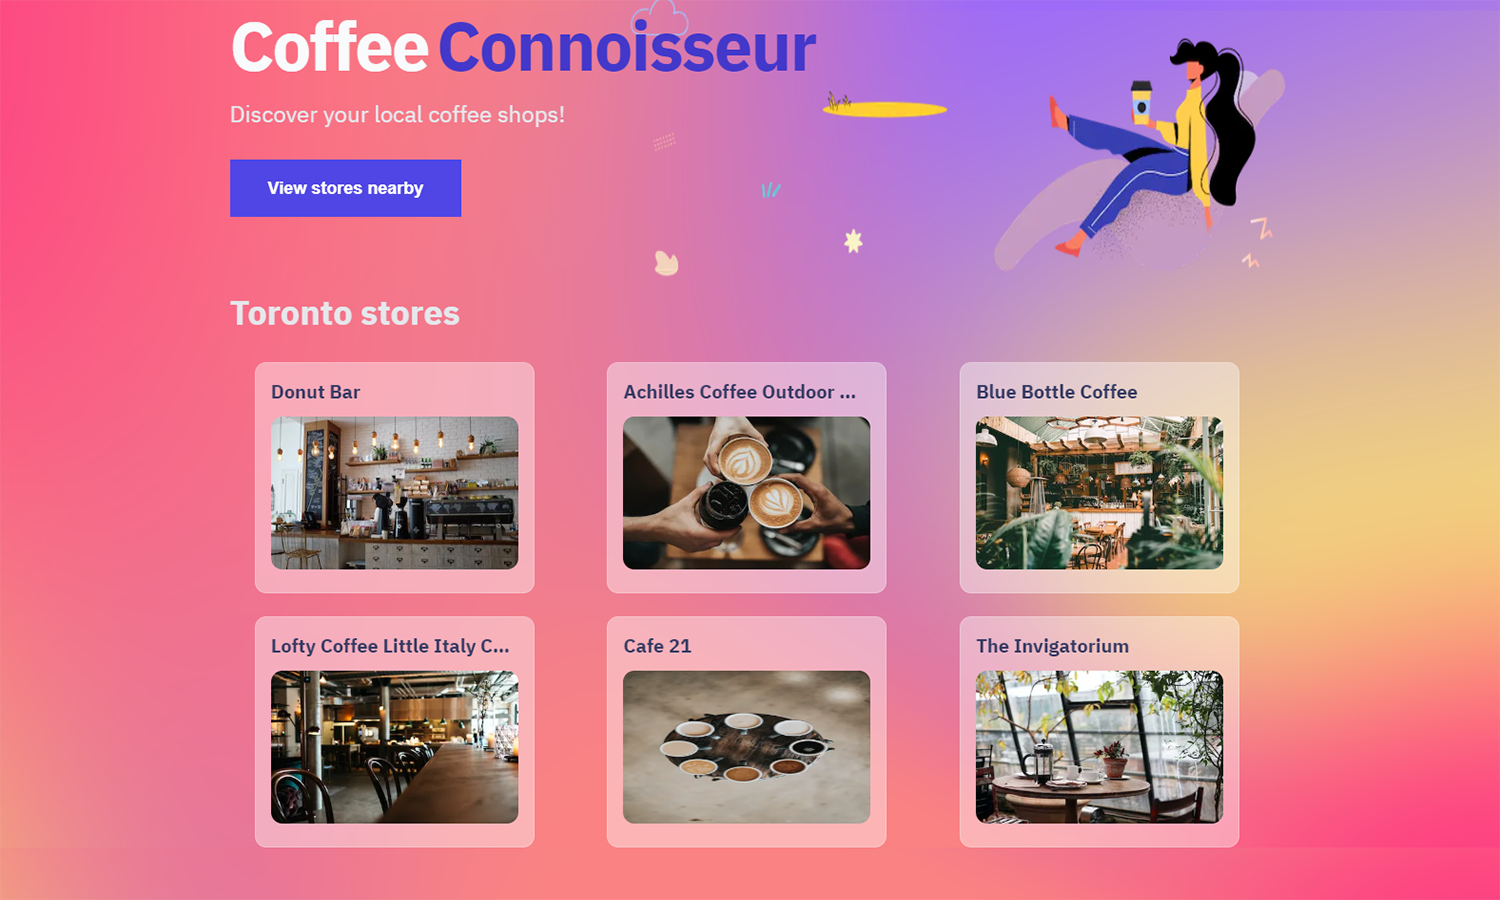 Coffee Connoisseur
Discover your local coffee shops!
View stores nearby
Toronto stores
Donut Bar
Achilles Coffee Outdoor ...
Blue Bottle Coffee
Lofty Coffee Little Italy C...
Cafe 21
The Invigatorium